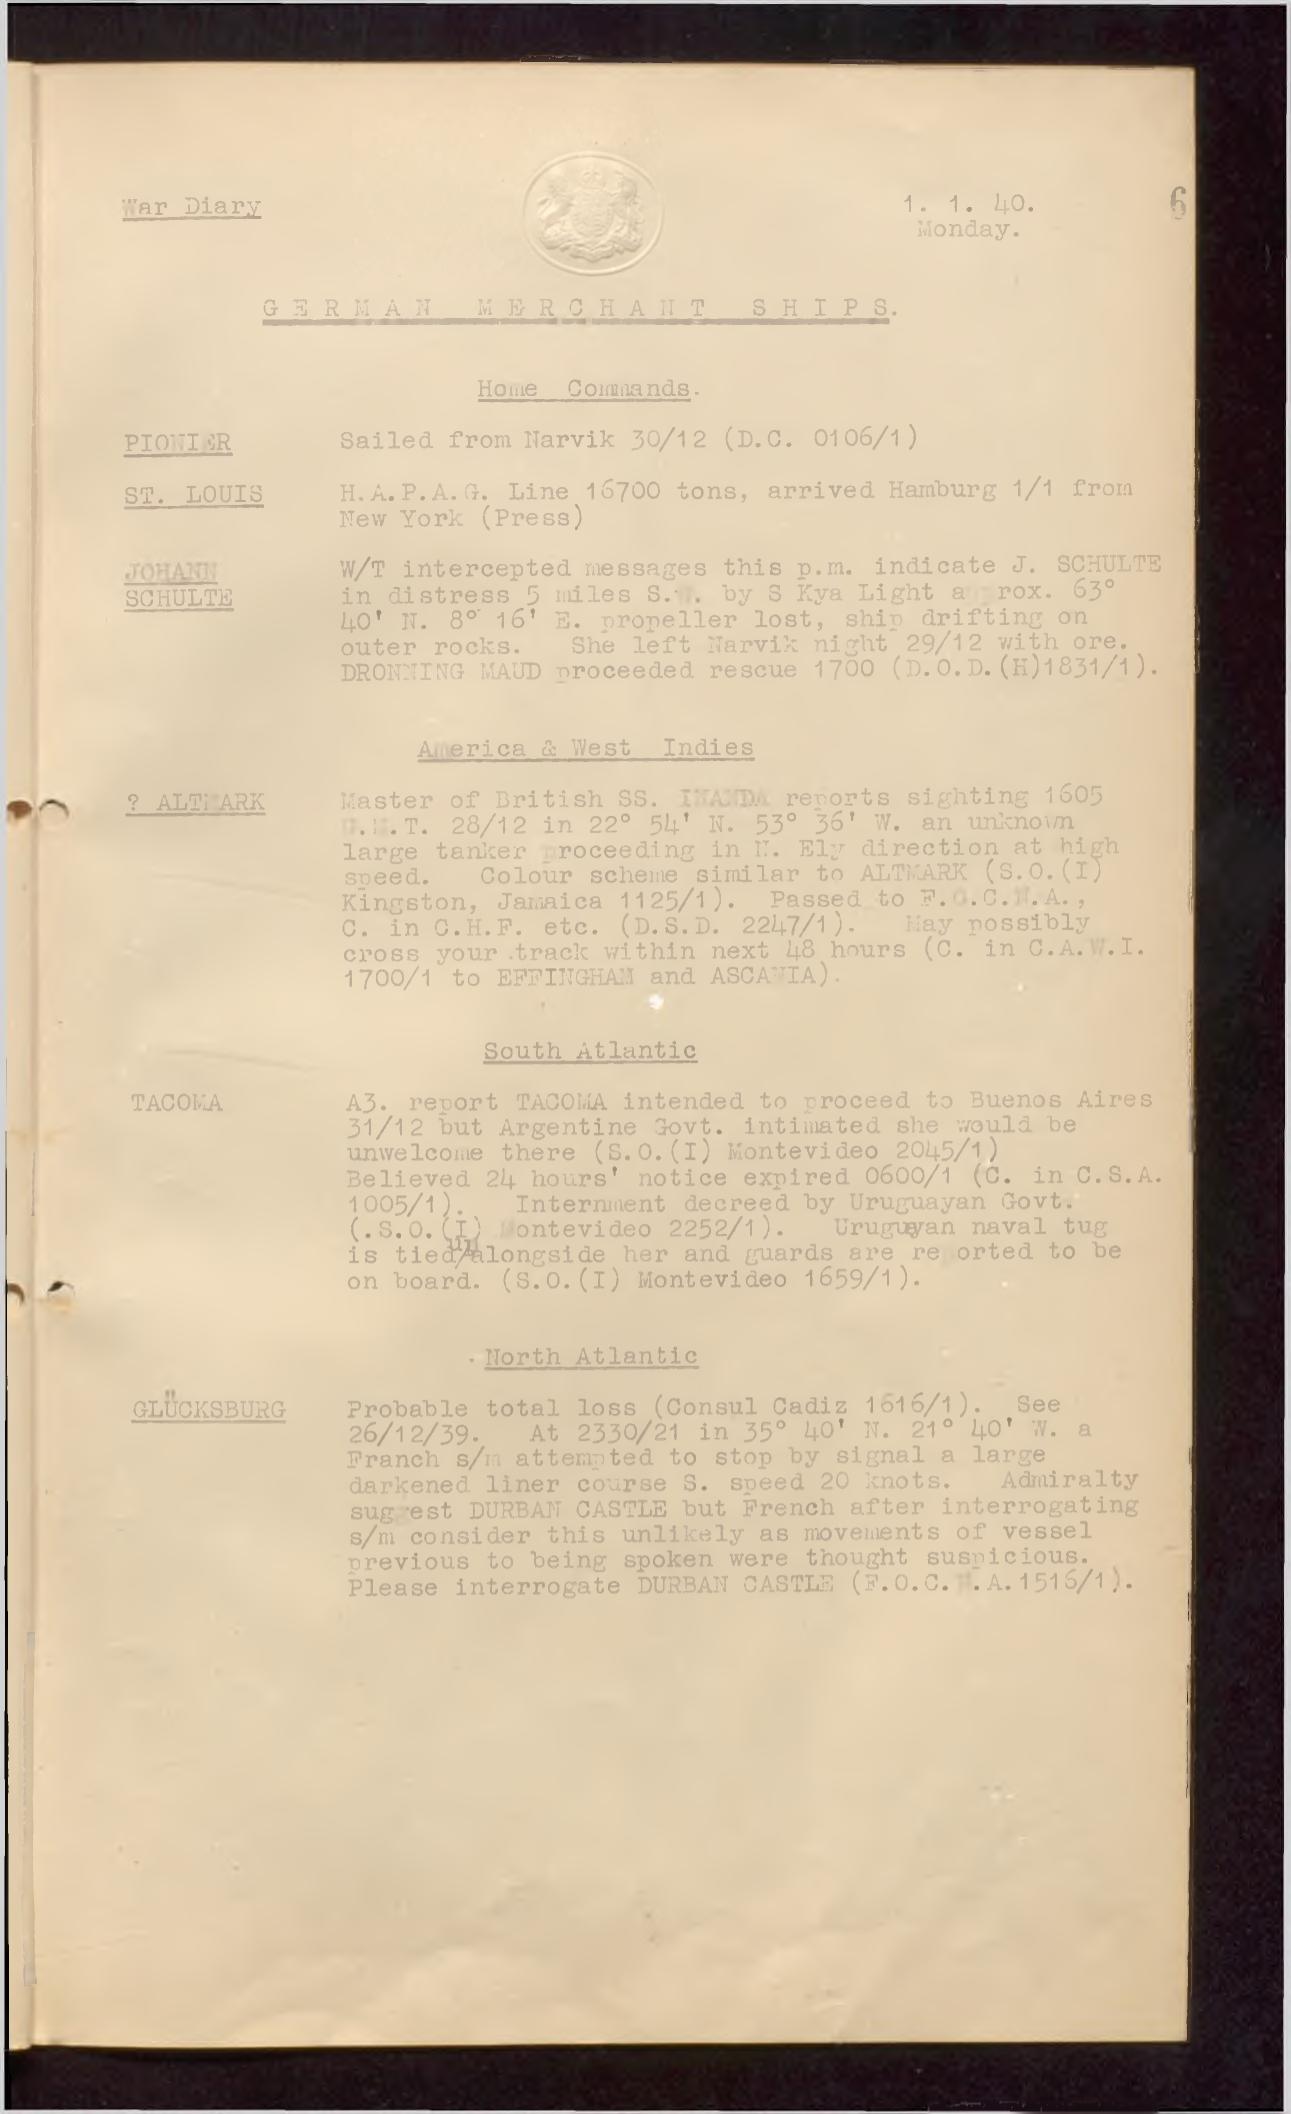 War Diary
1. 1. 40.
6
Monday.
GERMAN MERCHANT SHIPS.
Home Commands.
PIONIER Sailed from Narvik 30/12 (D.C. 0106/1)
ST. LOUIS H.A.P.A.G. Line 16700 tons, arrived Hamburg 1/1 from
New York (Press)
JOHANN W/T intercepted messages this p.m. indicate J. SCHULTE
SCHULTE in distress 5 miles S.W. by S Kya Light approx. 63°
40' N. 8° 16' E. propeller lost, ship drifting on
outer rocks. She left Narvik night 29/12 with ore.
DRONNING MAUD proceeded rescue 1700 (D.O.D.(H)1831/1).
America & West Indies
? ALTMARK Master of British SS. INANDA reports sighting 1605
G.M.T. 28/12 in 22° 54' N. 53° 36' W. an unknown
large tanker proceeding in N. Ely direction at high
speed. Colour scheme similar to ALTMARK (S.O.(I)
Kingston, Jamaica 1125/1). Passed to F.O.C.N.A.,
C. in C.H.F. etc. (D.S.D. 2247/1). May possibly
cross your .track within next 48 hours (C. in C.A.W.I.
1700/1 to EFFINGHAM and ASCANIA).
South Atlantic
TACOMA A3. report TACOMA intended to proceed to Buenos Aires
31/12 but Argentine Govt. intimated she would be
unwelcome there (S.O.(I) Montevideo 2045/1)
Believed 24 hours' notice expired 0600/1 (C. in C.S.A.
1005/1). Internment decreed by Uruguayan Govt.
(.S.O.(I) Montevideo 2252/1). Uruguyan naval tug
is tied/alongside her and guards are reported to be
on board. (S.O.(I) Montevideo 1659/1).
North Atlantic
GLÜCKSBURG Probable total loss (Consul Cadiz 1616/1). See
26/12/39. At 2330/21 in 35° 40' N. 21° 40' W. a
Franch s/m attempted to stop by signal a large
darkened liner course S. speed 20 knots. Admiralty
suggest DURBAN CASTLE but French after interrogating
s/m consider this unlikely as movements of vessel
previous to being spoken were thought suspicious.
Please interrogate DURBAN CASTLE (F.O.C.N.A.1516/1).